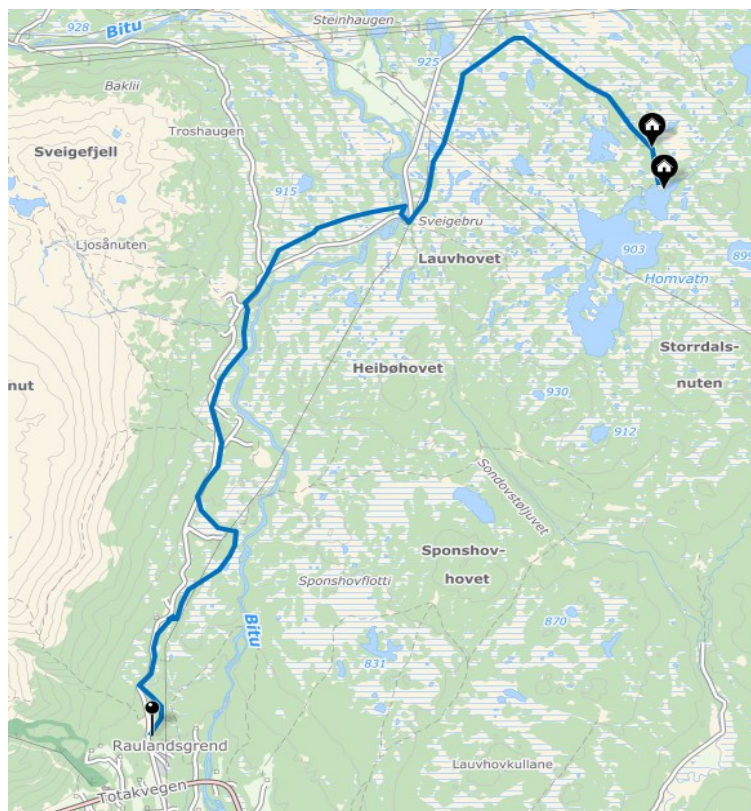 Steinhaugen
928
Bitu
925
Baklii
Troshaugen
Sveigefjell
915
Sveigebru
Ljosånuten
Lauvhovet
903
899
Homvatn
Storrdals-
nuten
Heibøhovet
nut
930
912
Sondovstøljuvet
Sponshov-
hovet
Sponshovflotti
870
Bitu
831
Raulandsgrend
Lauvhovkullane
Totakvegen